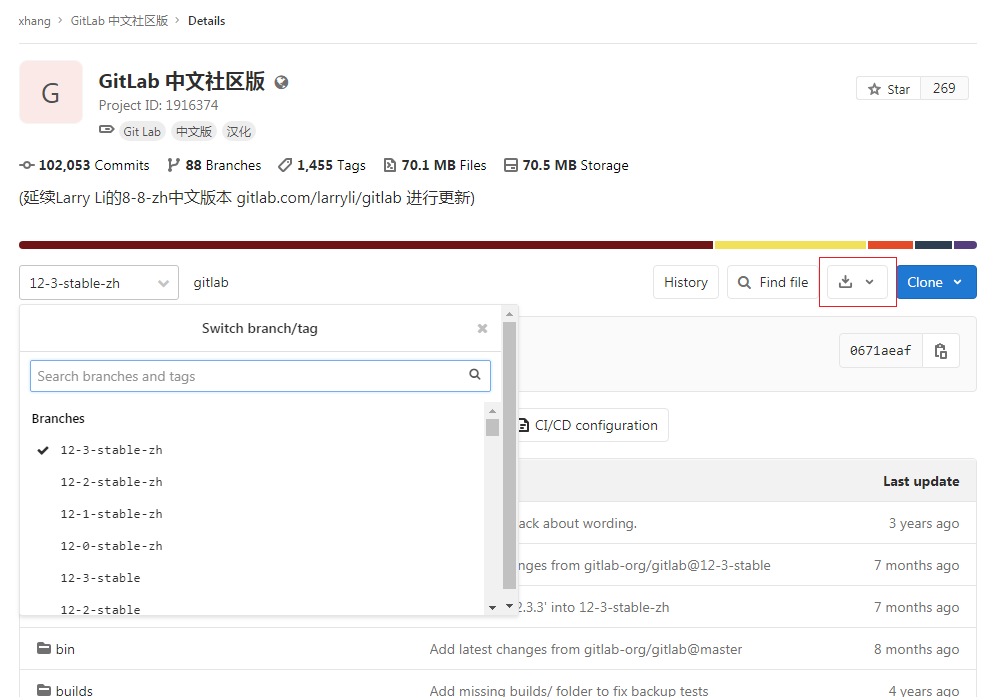 xhang › GitLab 中文社区版 › Details
G
GitLab 中文社区版
Project ID: 1916374
Star 269
Git Lab 中文版 汉化
102,053 Commits 88 Branches 1,455 Tags 70.1 MB Files 70.5 MB Storage
(延续Larry Li的8-8-zh中文版本 gitlab.com/larryli/gitlab 进行更新)
12-3-stable-zh gitlab History Find file Clone
Switch branch/tag
0671aeaf
Search branches and tags
Branches
CI/CD configuration
12-3-stable-zh
12-2-stable-zh
Last update
12-1-stable-zh
ack about wording. 3 years ago
12-0-stable-zh
nges from gitlab-org/gitlab@12-3-stable 7 months ago
12-3-stable
12-2-stable
2.3.3' into 12-3-stable-zh 7 months ago
bin Add latest changes from gitlab-org/gitlab@master 8 months ago
builds Add missing builds/ folder to fix backup tests 4 years ago